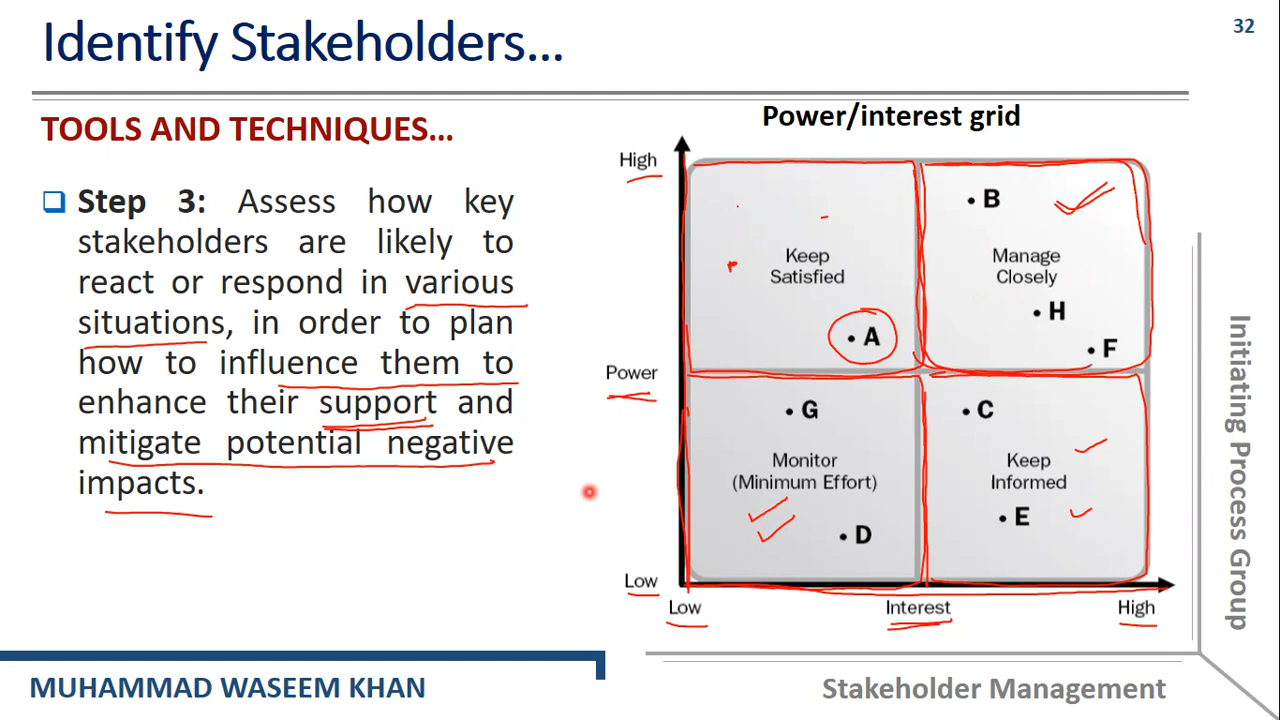 Identify Stakeholders...
32
TOOLS AND TECHNIQUES...
Step 3: Assess how key
stakeholders are likely to
react or respond in various
situations, in order to plan
how to influence them to
enhance their support and
mitigate potential negative
impacts.
Power/interest grid
High
B
Keep
Satisfied
Manage
Closely
H
A
F
Power
G
C
Monitor
(Minimum Effort)
Keep
Informed
E
D
Low
Low
Interest
High
Initiating Process Group
MUHAMMAD WASEEM KHAN
Stakeholder Management